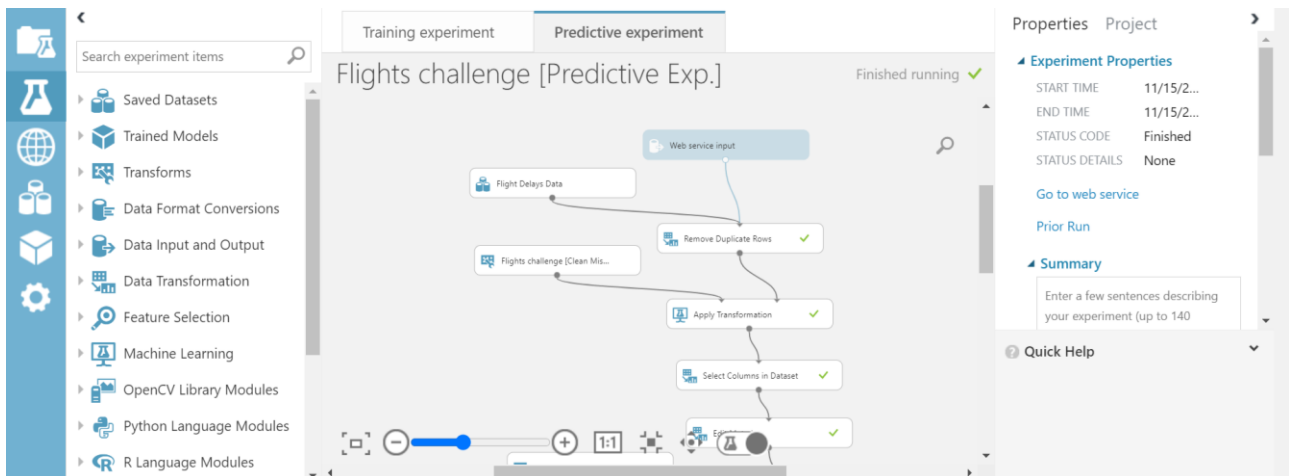 Training experiment
Predictive experiment
Search experiment items
Saved Datasets
Trained Models
Transforms
Data Format Conversions
Data Input and Output
Data Transformation
Feature Selection
Machine Learning
OpenCV Library Modules
Python Language Modules
R Language Modules
Flights challenge [Predictive Exp.]
Finished running
Web service input
Flight Delays Data
Remove Duplicate Rows
Flights challenge [Clean Mis...
Apply Transformation
Select Columns in Dataset
1:1
Properties Project
Experiment Properties
START TIME 11/15/2...
END TIME 11/15/2...
STATUS CODE Finished
STATUS DETAILS None
Go to web service
Prior Run
Summary
Enter a few sentences describing
your experiment (up to 140
Quick Help